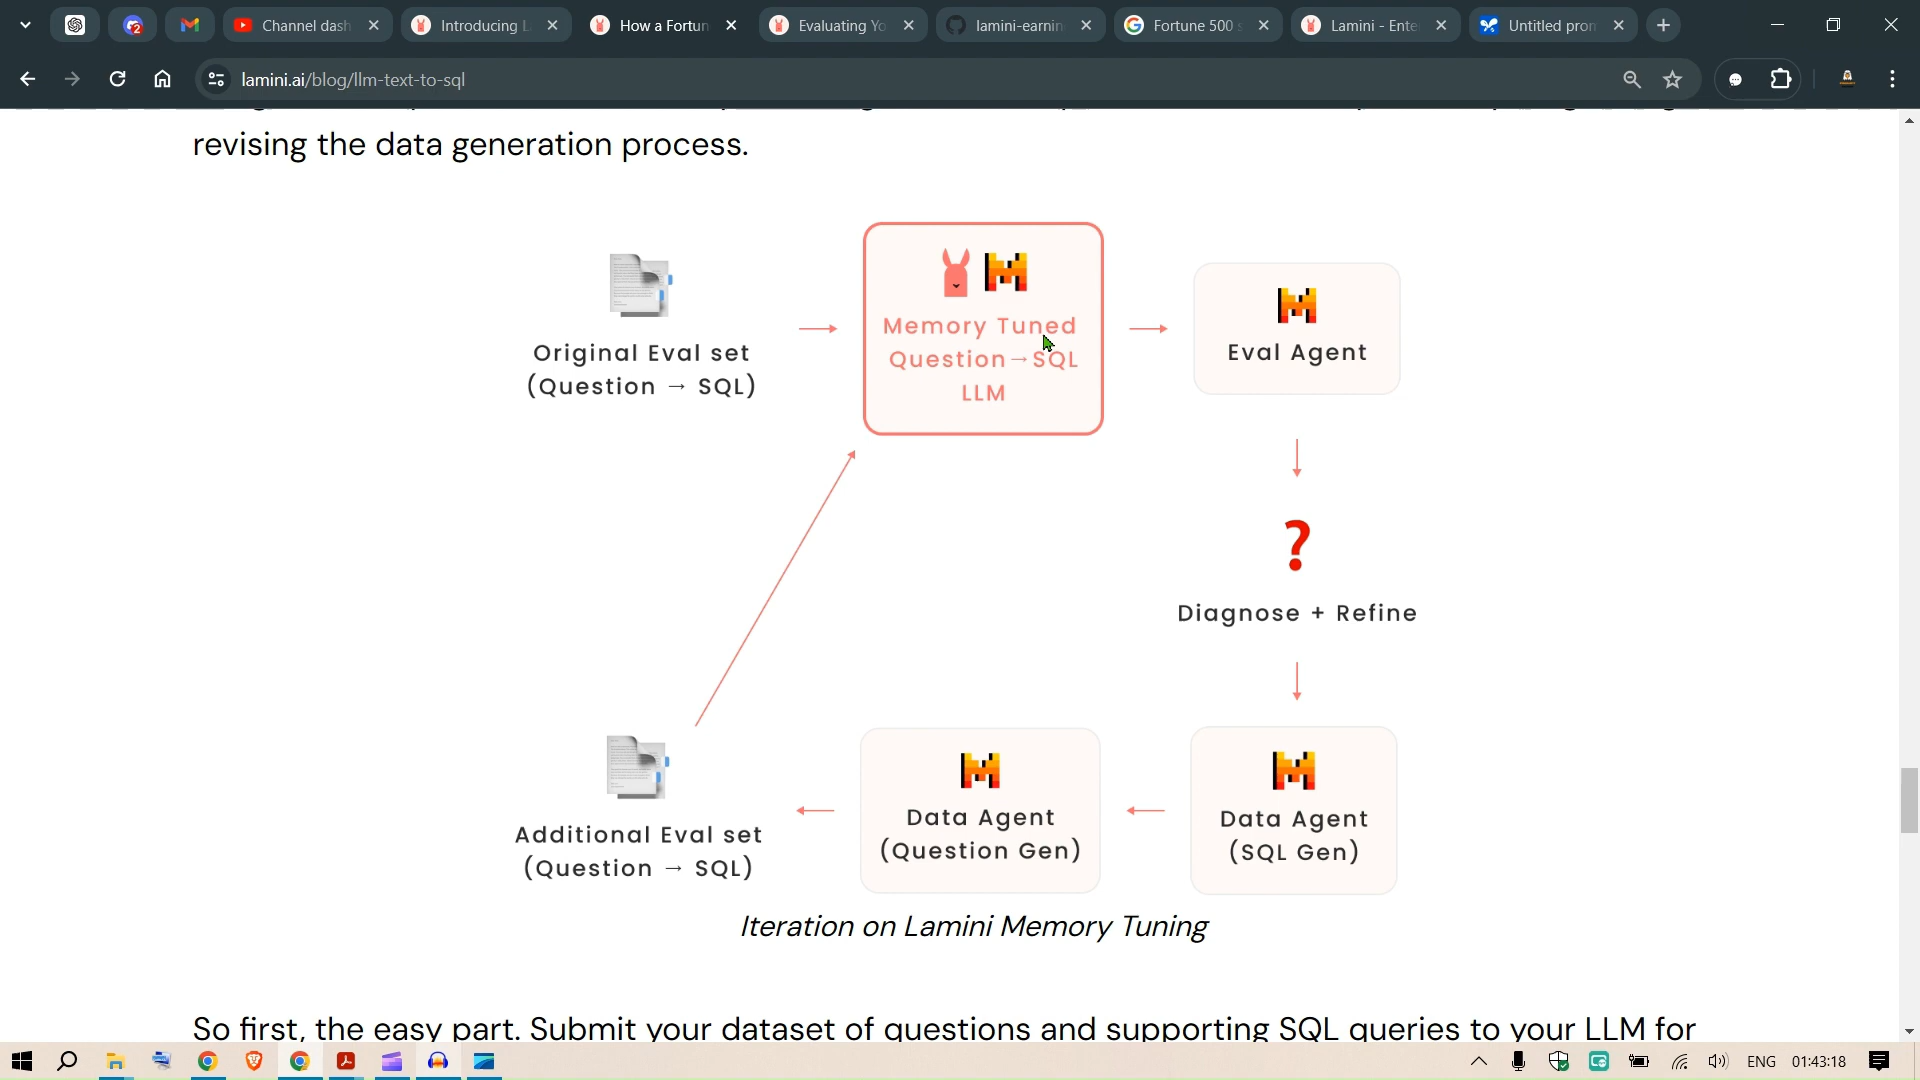 Channel dash
Introducing L
How a Fortun
Evaluating Yo
lamini-earnin
Fortune 500 s
Lamini - Ente
Untitled pron
lamini.ai/blog/llm-text-to-sql
revising the data generation process.
Original Eval set
(Question → SQL)
Memory Tuned
Question→SQL
LLM
Eval Agent
?
Diagnose + Refine
Additional Eval set
(Question → SQL)
Data Agent
(Question Gen)
Data Agent
(SQL Gen)
Iteration on Lamini Memory Tuning
So first, the easy part. Submit your dataset of questions and supporting SQL queries to your LLM for
ENG 01:43:18